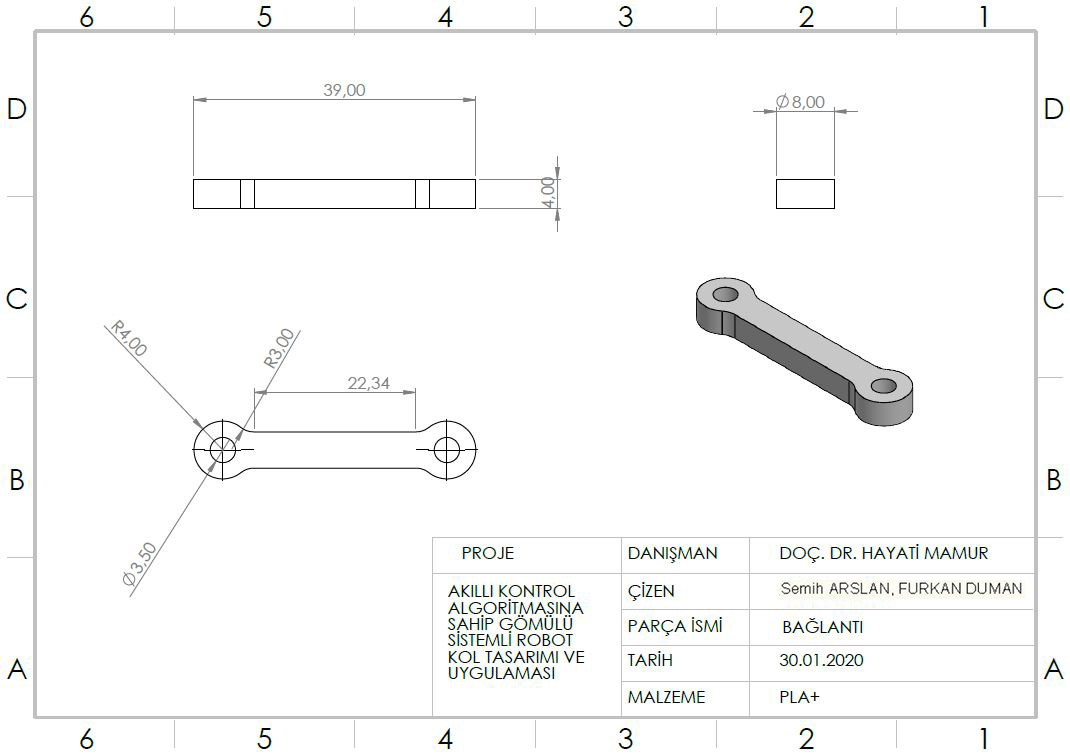 6 5 4 3 2 1
D D
39,00
Ø8,00
4,00
C C
R4,00
R3,00
22,34
B B
Ø3,50
PROJE
DANIŞMAN
DOÇ. DR. HAYATİ MAMUR
AKILLI KONTROL
ALGORİTMASINA
SAHİP GÖMÜLÜ
SİSTEMLİ ROBOT
KOL TASARIMI VE
UYGULAMASI
ÇİZEN
Semih ARSLAN, FURKAN DUMAN
PARÇA İSMİ
BAĞLANTI
TARİH
30.01.2020
MALZEME
PLA+
A A
6 5 4 3 2 1